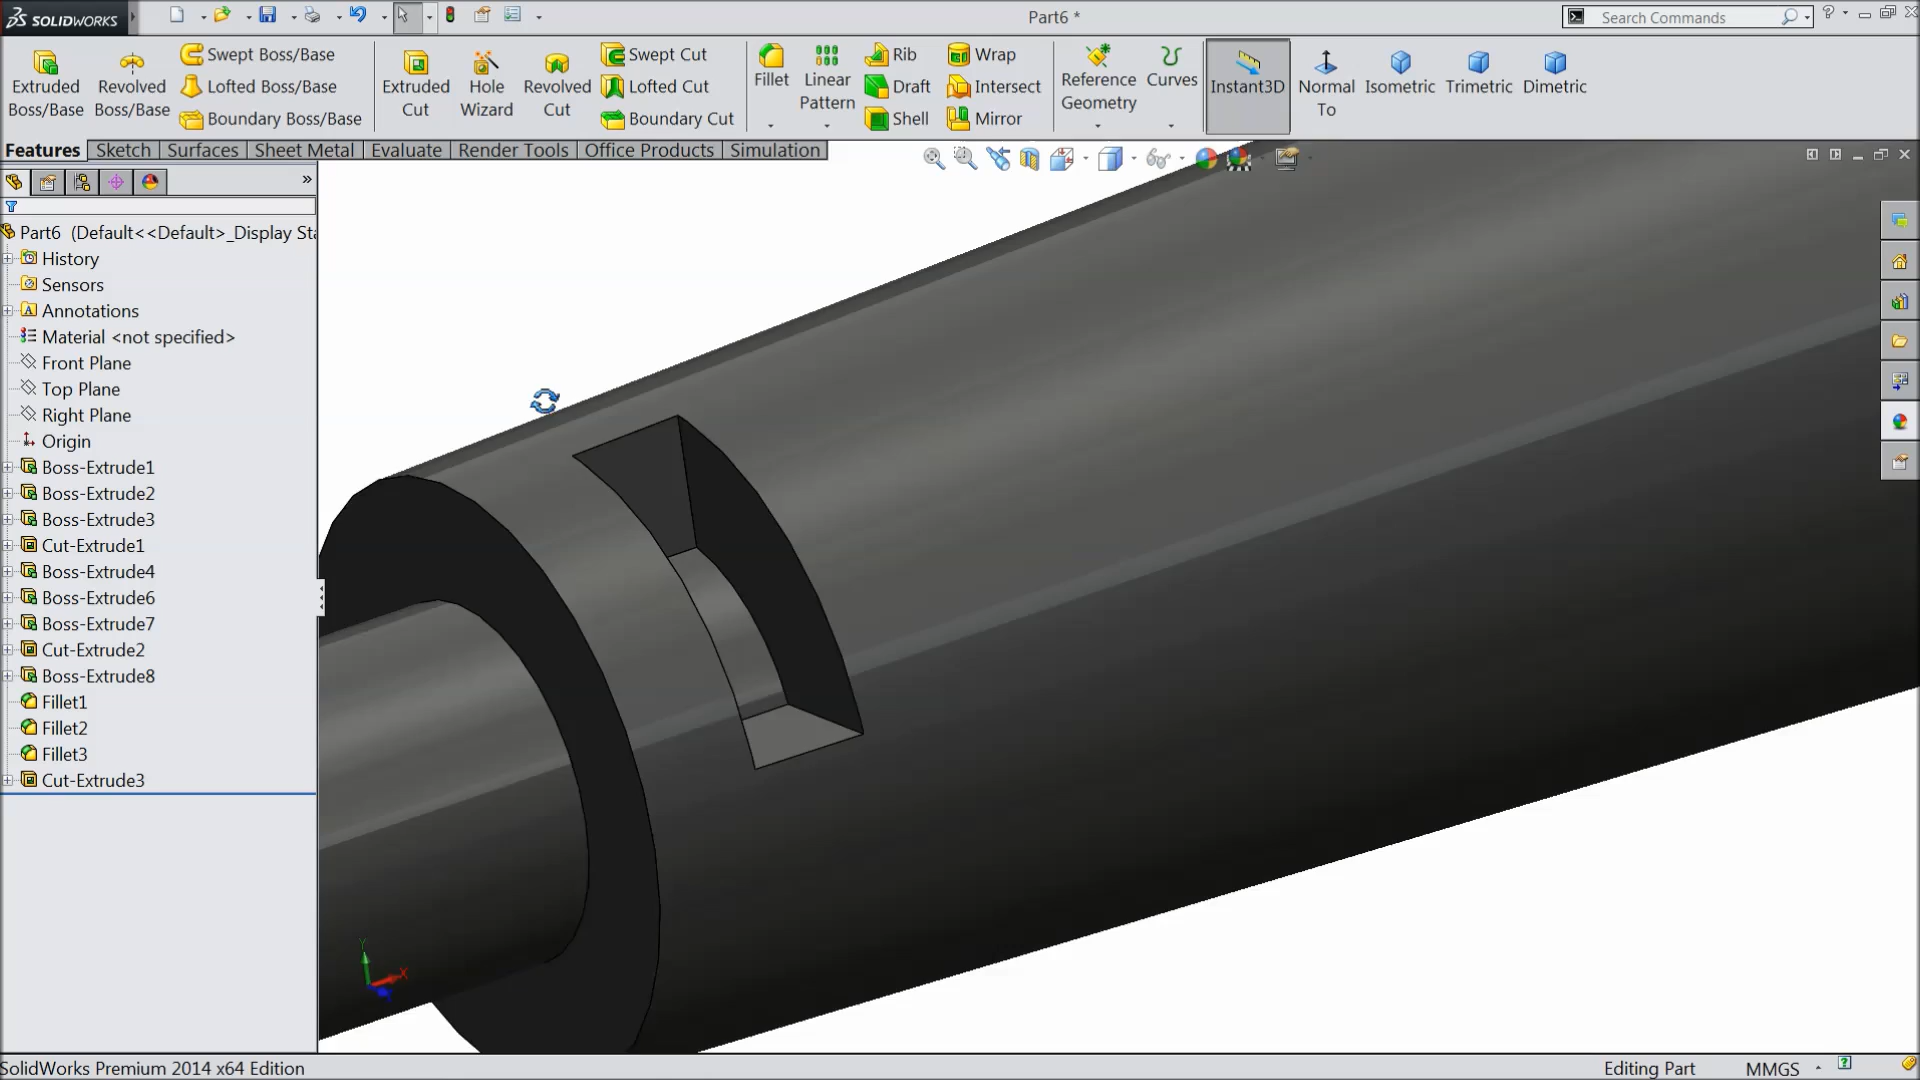 SOLIDWORKS
Part6 *
Search Commands
Extruded Boss/Base
Revolved Boss/Base
Swept Boss/Base
Lofted Boss/Base
Boundary Boss/Base
Extruded Cut
Hole Wizard
Revolved Cut
Swept Cut
Lofted Cut
Boundary Cut
Fillet
Linear Pattern
Rib
Draft
Shell
Wrap
Intersect
Mirror
Reference Geometry
Curves
Instant3D
Normal To
Isometric
Trimetric
Dimetric
Features Sketch Surfaces Sheet Metal Evaluate Render Tools Office Products Simulation
Part6 (Default<<Default>_Display Sta
History
Sensors
Annotations
Material <not specified>
Front Plane
Top Plane
Right Plane
Origin
Boss-Extrude1
Boss-Extrude2
Boss-Extrude3
Cut-Extrude1
Boss-Extrude4
Boss-Extrude6
Boss-Extrude7
Cut-Extrude2
Boss-Extrude8
Fillet1
Fillet2
Fillet3
Cut-Extrude3
Y
X
SolidWorks Premium 2014 x64 Edition
Editing Part
MMGS